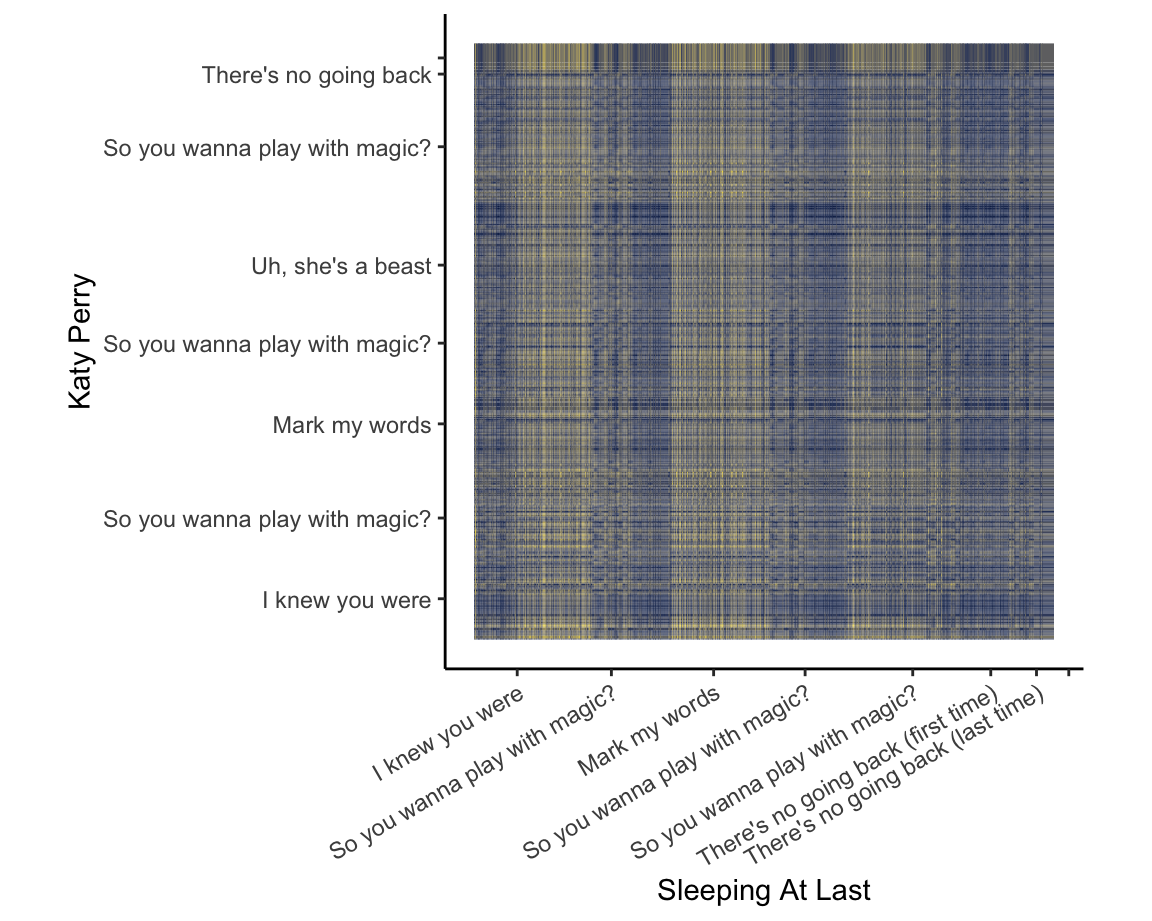 There's no going back
So you wanna play with magic?
Uh, she's a beast
So you wanna play with magic?
Mark my words
So you wanna play with magic?
I knew you were
Katy Perry
I knew you were
So you wanna play with magic?
Mark my words
So you wanna play with magic?
So you wanna play with magic?
There's no going back (first time)
There's no going back (last time)
Sleeping At Last